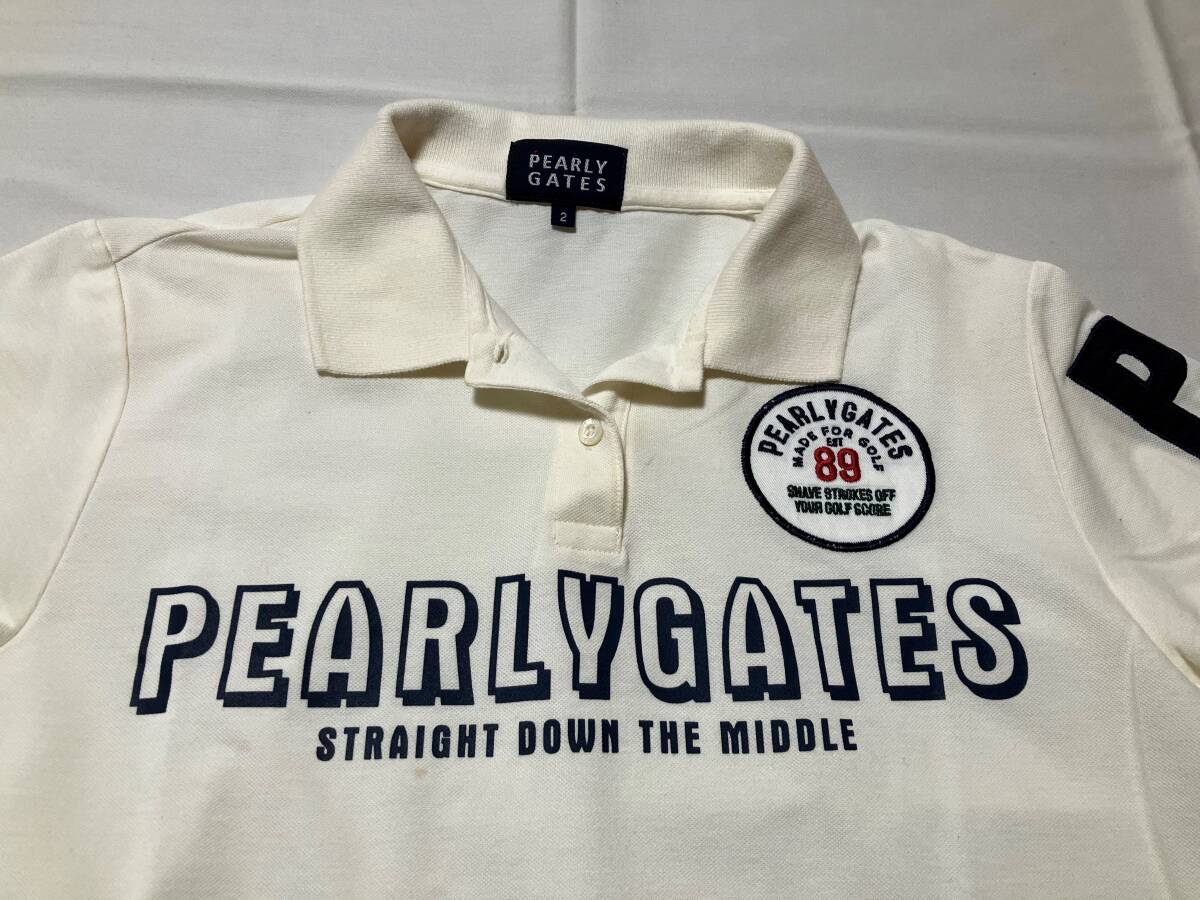 PEARLY
GATES
2
PEARLYGATES
MADE FOR GOLF
EST
89
SHAVE STROKES OFF
YOUR GOLF SCORE
P
PEARLYGATES
STRAIGHT DOWN THE MIDDLE